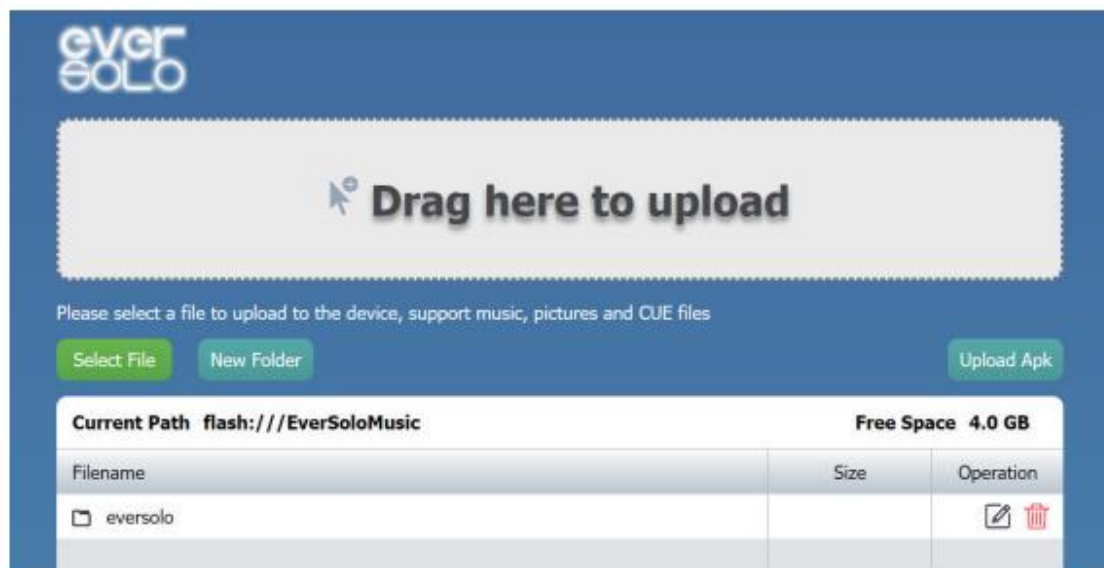 ever
SOLO
Drag here to upload
Please select a file to upload to the device, support music, pictures and CUE files
Select File New Folder Upload Apk
Current Path flash:///EverSoloMusic Free Space 4.0 GB
Filename Size Operation
eversolo